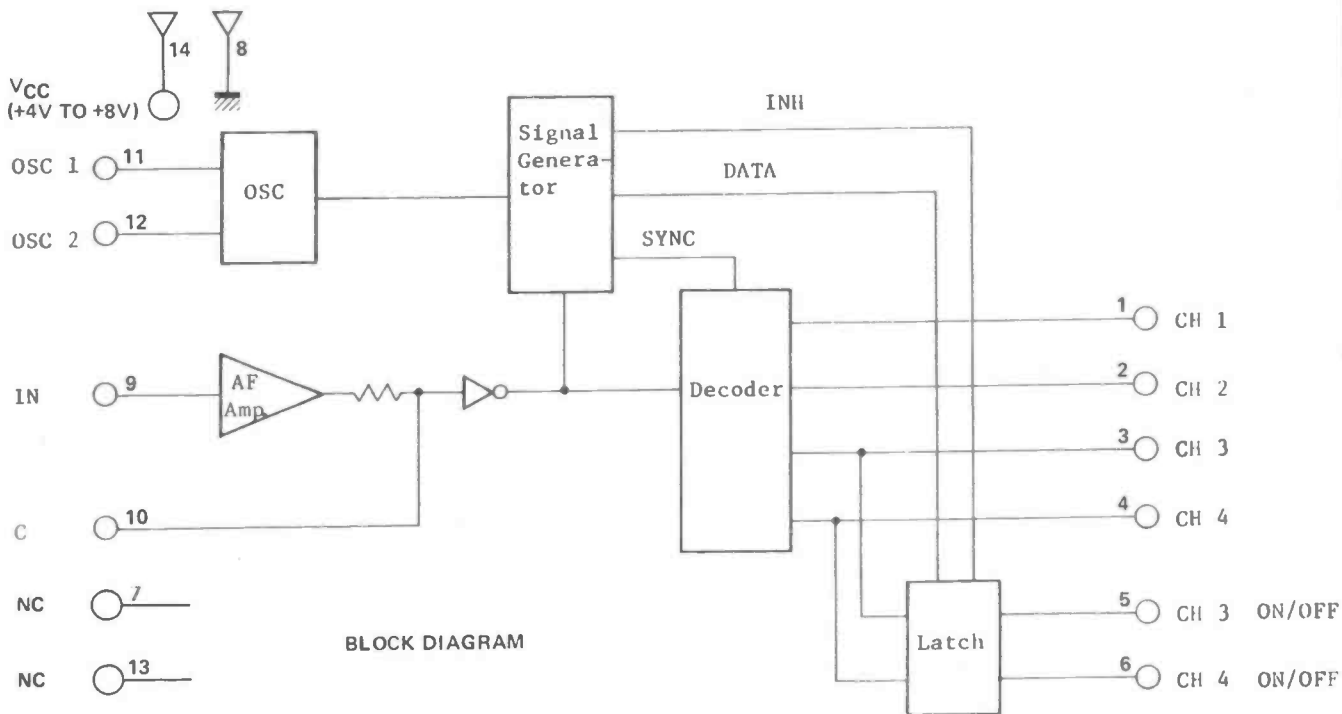 14
8
VCC
(+4V TO +8V)
OSC 1
11
OSC
OSC 2
12
Signal
Genera-
tor
INH
DATA
SYNC
IN
9
AF
Amp.
C
10
NC
7
NC
13
BLOCK DIAGRAM
Decoder
1
CH 1
2
CH 2
3
CH 3
4
CH 4
Latch
5
CH 3 ON/OFF
6
CH 4 ON/OFF